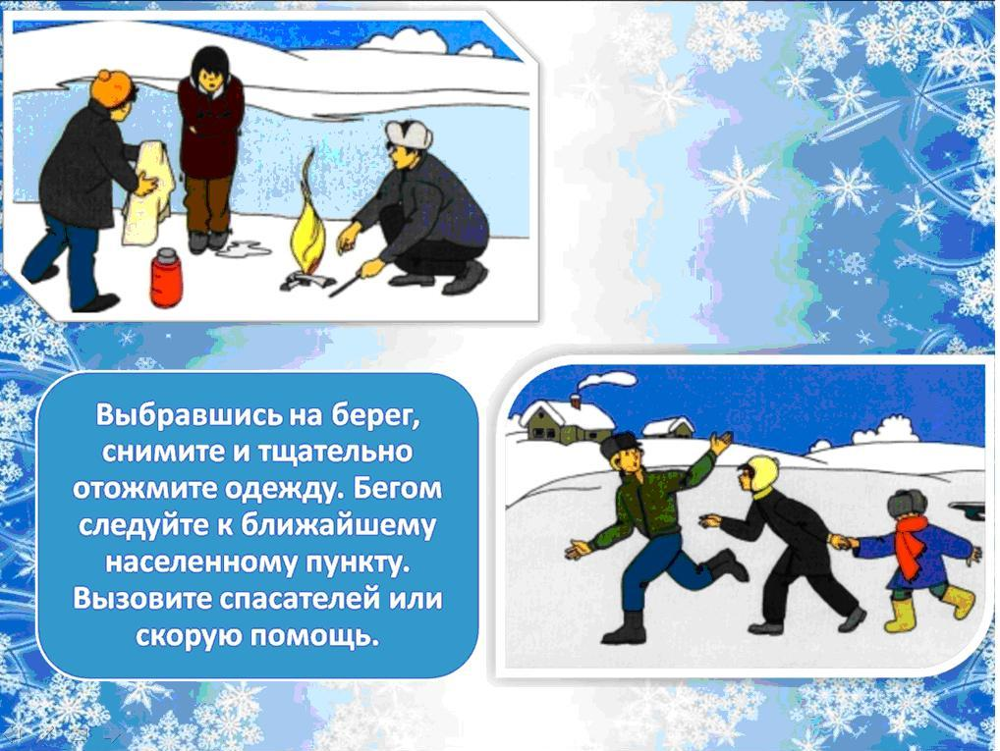 Выбравшись на берег,
снимите и тщательно
отожмите одежду. Бегом
следуйте к ближайшему
населенному пункту.
Вызовите спасателей или
скорую помощь.